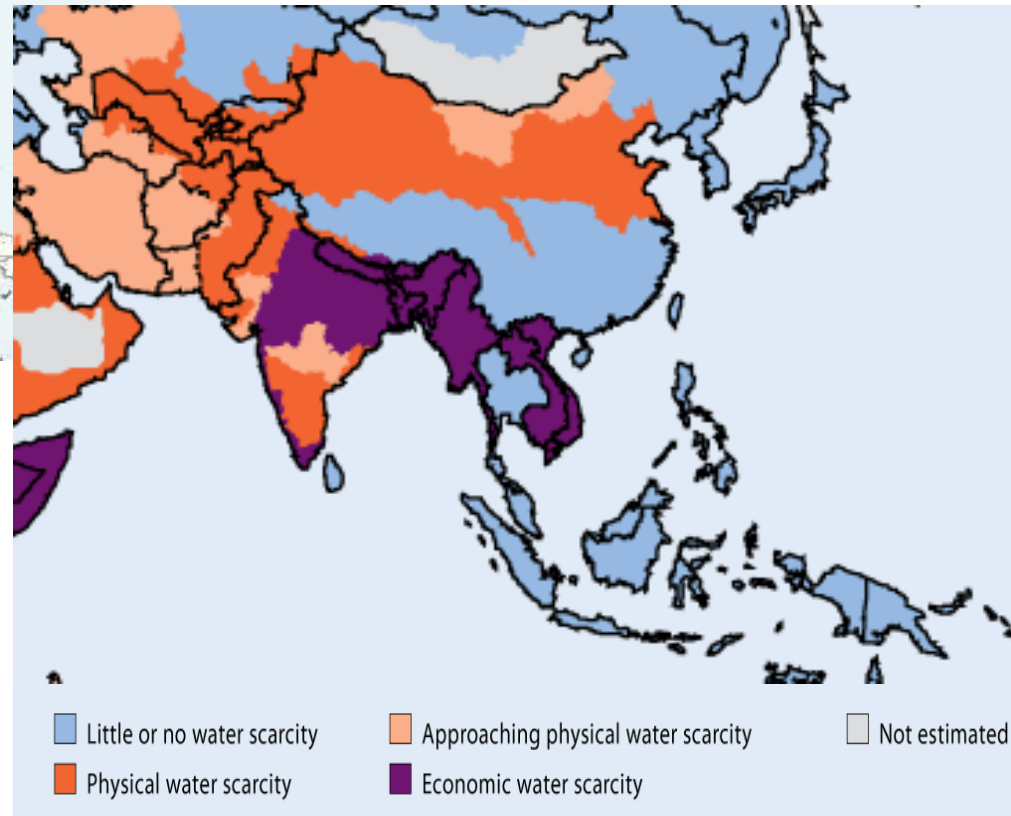 Little or no water scarcity
Approaching physical water scarcity
Not estimated
Physical water scarcity
Economic water scarcity